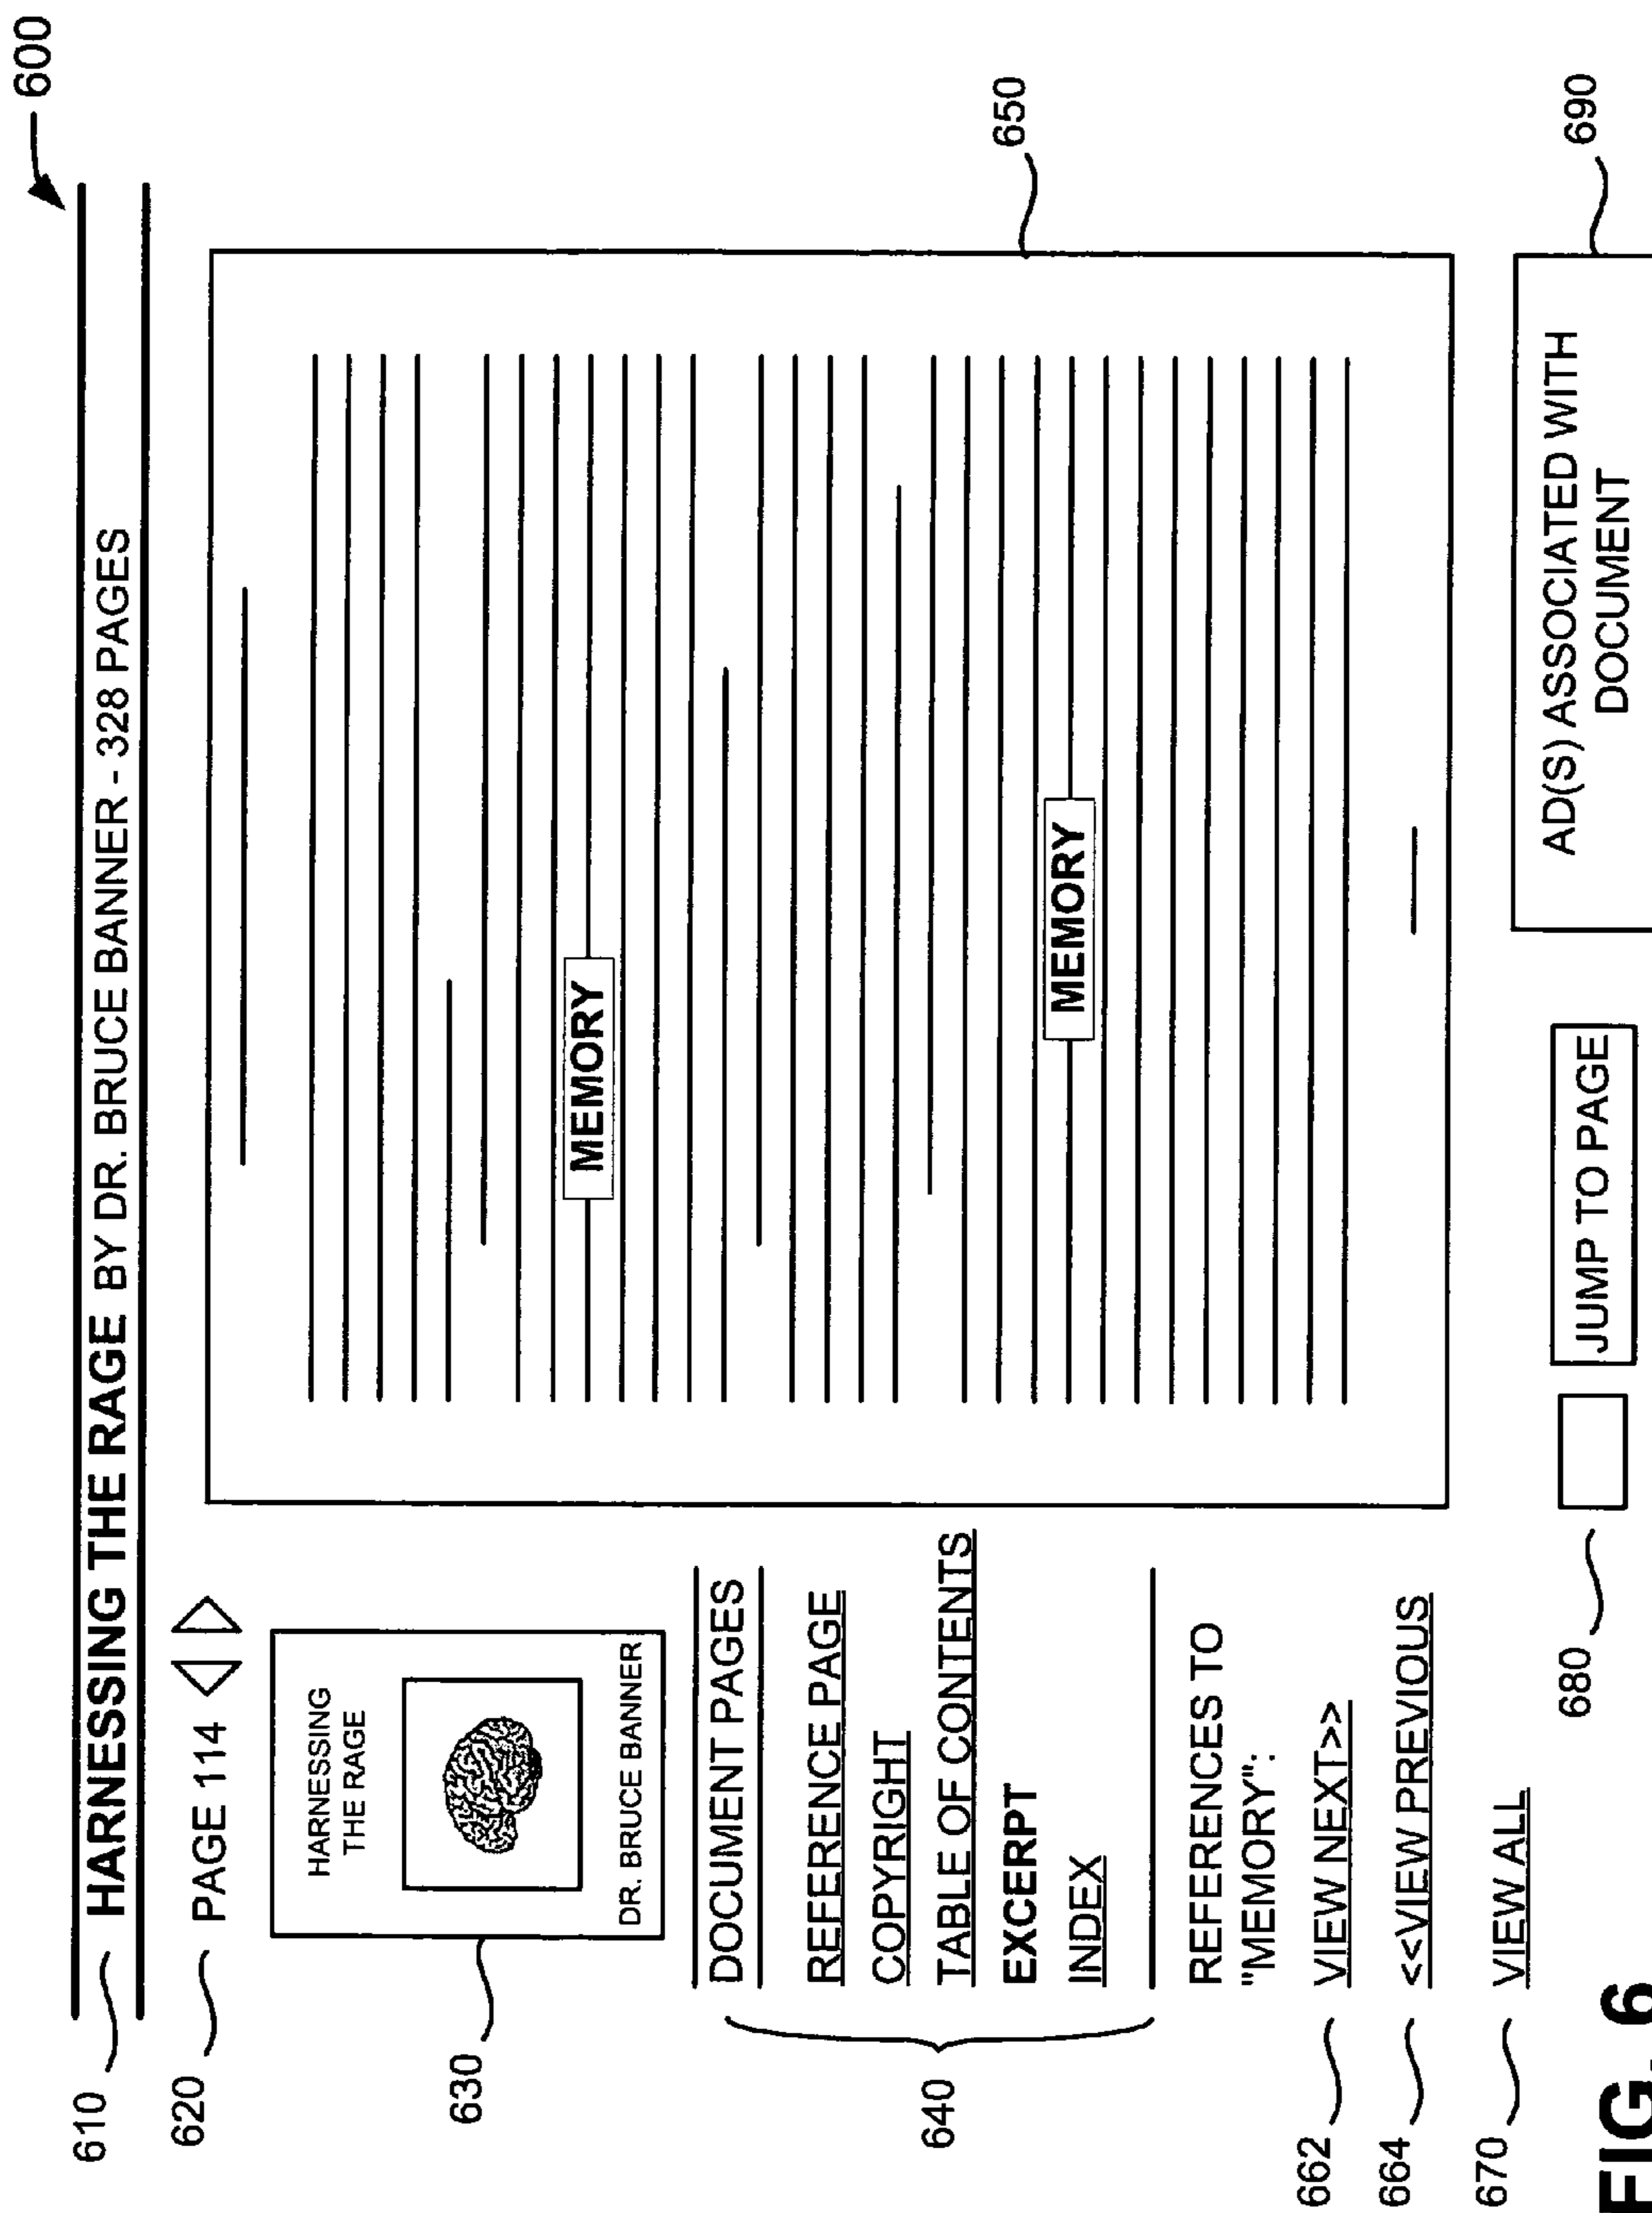 600
610 HARNESSING THE RAGE BY DR. BRUCE BANNER - 328 PAGES
620 PAGE 114
HARNESSING
THE RAGE
DR. BRUCE BANNER
630
DOCUMENT PAGES
REFERENCE PAGE
COPYRIGHT
TABLE OF CONTENTS
EXCERPT
INDEX
640
REFERENCES TO
"MEMORY":
662 VIEW NEXT>>
664 <<VIEW PREVIOUS
670 VIEW ALL
MEMORY
MEMORY
650
680 JUMP TO PAGE
AD(S) ASSOCIATED WITH
DOCUMENT
690
FIG. 6